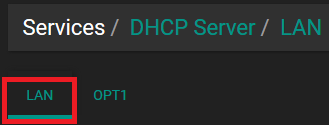 Services / DHCP Server / LAN
LAN OPT1